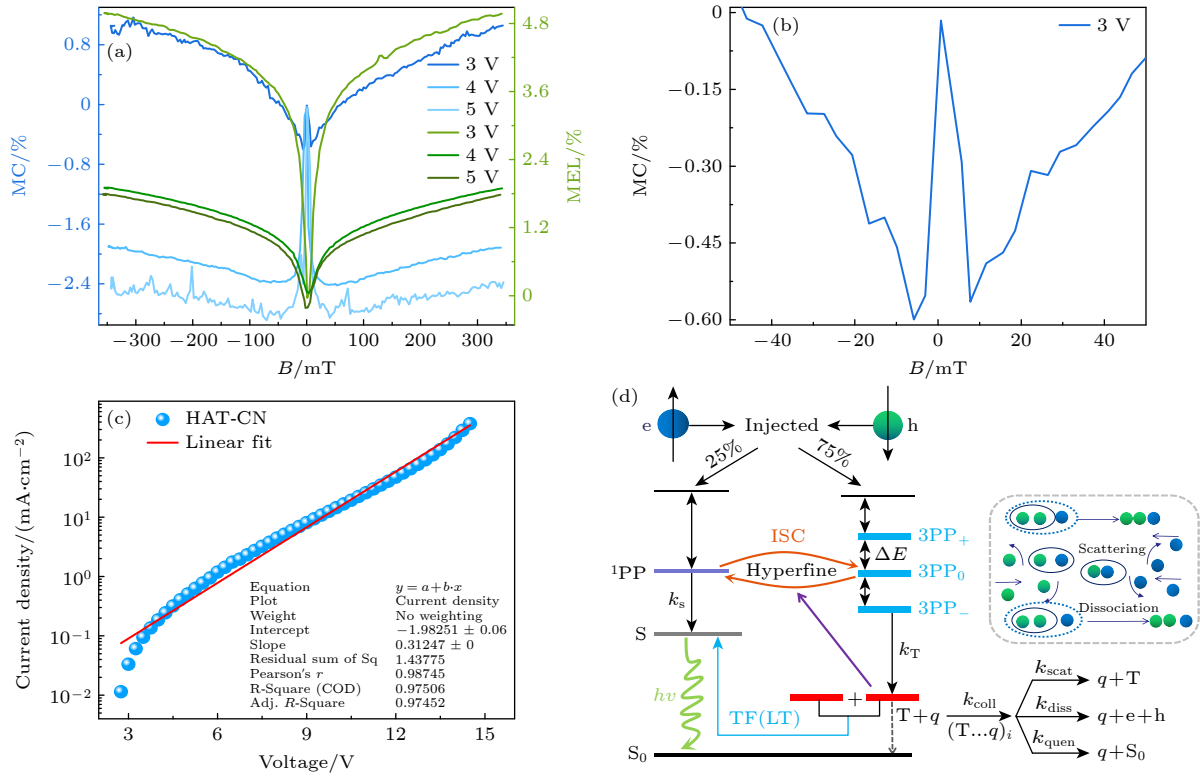 (a)
0.8
0
−0.8
−1.6
−2.4
MC/%
4.8
3.6
2.4
1.2
0
MEL/%
3 V
4 V
5 V
3 V
4 V
5 V
−300 −200 −100 0 100 200 300
B/mT
(b)
3 V
0
−0.15
−0.30
−0.45
−0.60
MC/%
−40 −20 0 20 40
B/mT
(c)
HAT-CN
Linear fit
10²
10¹
10⁰
10⁻¹
10⁻²
Current density/(mA·cm⁻²)
Equation y = a+b·x
Plot Current density
Weight No weighting
Intercept −1.98251 ± 0.06
Slope 0.31247 ± 0
Residual sum of Sq 1.43775
Pearson's r 0.98745
R-Square (COD) 0.97506
Adj. R-Square 0.97452
3 6 9 12 15
Voltage/V
(d)
e Injected h
25% 75%
3PP₊
ISC
ΔE
¹PP Hyperfine 3PP₀
kₛ
3PP₋
S
k_T
hν
+
TF(LT)
T+q
S₀
k_coll
(T...q)ᵢ
k_scat
q+T
k_diss
q+e+h
k_quen
q+S₀
Scattering
Dissociation